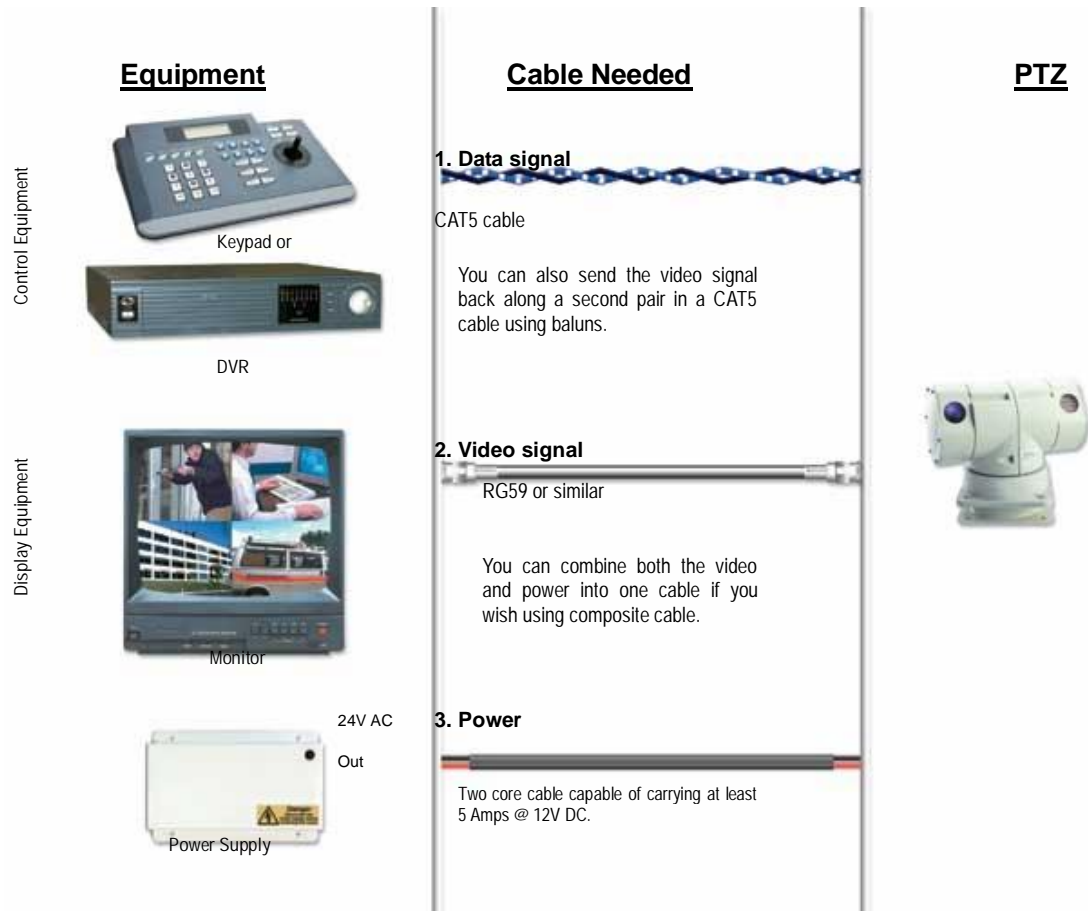 Equipment
Cable Needed
PTZ
Control Equipment
Keypad or
DVR
1. Data signal
CAT5 cable
You can also send the video signal
back along a second pair in a CAT5
cable using baluns.
Display Equipment
Monitor
2. Video signal
RG59 or similar
You can combine both the video
and power into one cable if you
wish using composite cable.
24V AC
Out
Power Supply
3. Power
Two core cable capable of carrying at least
5 Amps @ 12V DC.